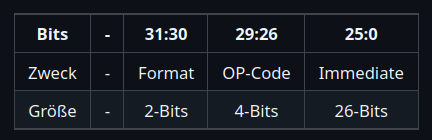 Bits - 31:30 29:26 25:0
Zweck - Format OP-Code Immediate
Größe - 2-Bits 4-Bits 26-Bits